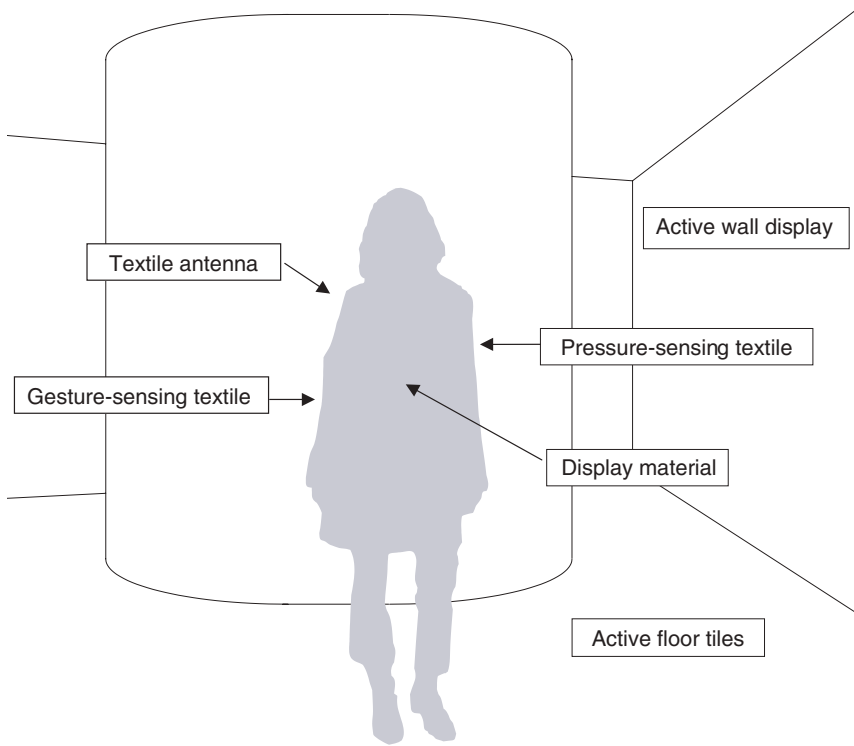 Active wall display
Textile antenna
Pressure-sensing textile
Gesture-sensing textile
Display material
Active floor tiles